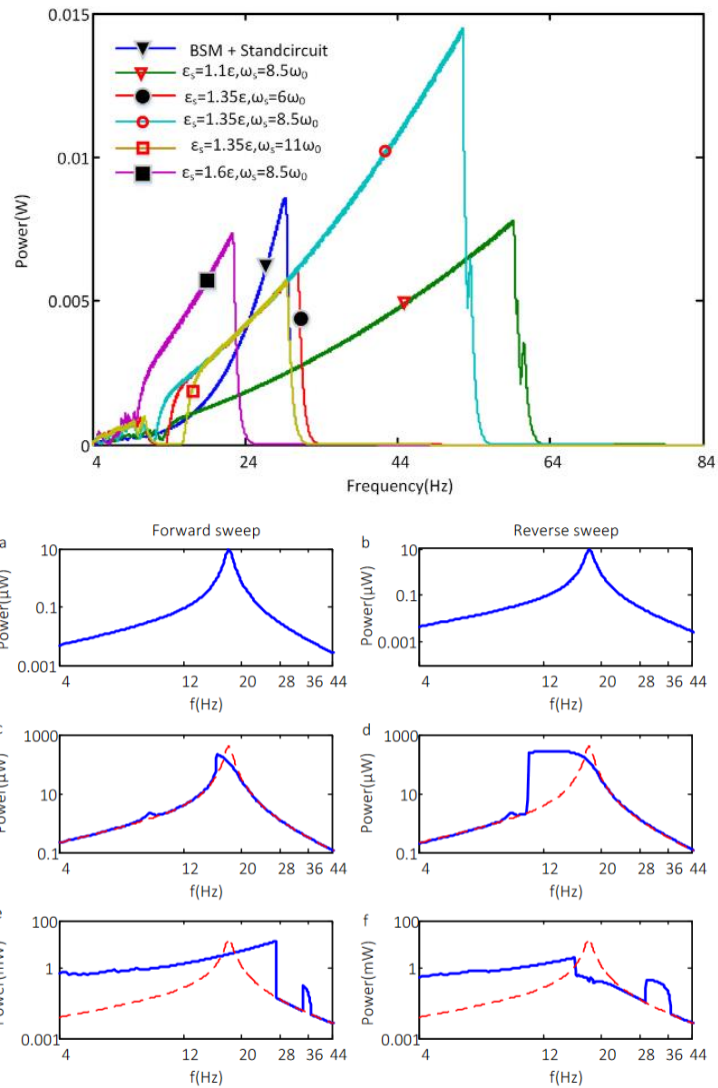 0.015
BSM + Standcircuit
εs=1.1ε,ωs=8.5ω0
εs=1.35ε,ωs=6ω0
εs=1.35ε,ωs=8.5ω0
εs=1.35ε,ωs=11ω0
εs=1.6ε,ωs=8.5ω0
0.01
0.005
0
Power(W)
4 24 44 64 84
Frequency(Hz)
a Forward sweep
10
0.1
0.001
Power(μW)
4 12 20 28 36 44
f(Hz)
b Reverse sweep
10
0.1
0.001
Power(μW)
4 12 20 28 36 44
f(Hz)
1000
10
0.1
Power(μW)
4 12 20 28 36 44
f(Hz)
d
1000
10
0.1
Power(μW)
4 12 20 28 36 44
f(Hz)
100
1
0.001
Power(mW)
4 12 20 28 36 44
f(Hz)
f
100
1
0.001
Power(mW)
4 12 20 28 36 44
f(Hz)